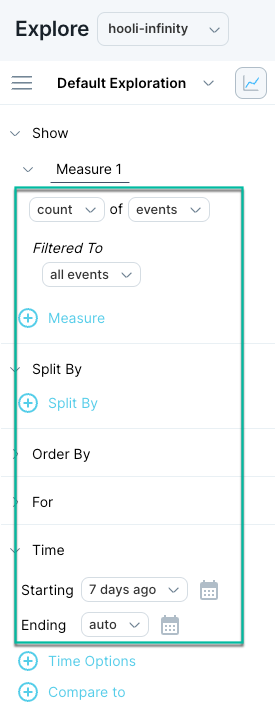 Explore hooli-infinity
Default Exploration
Show
Measure 1
count of events
Filtered To
all events
Measure
Split By
Split By
Order By
For
Time
Starting 7 days ago
Ending auto
Time Options
Compare to